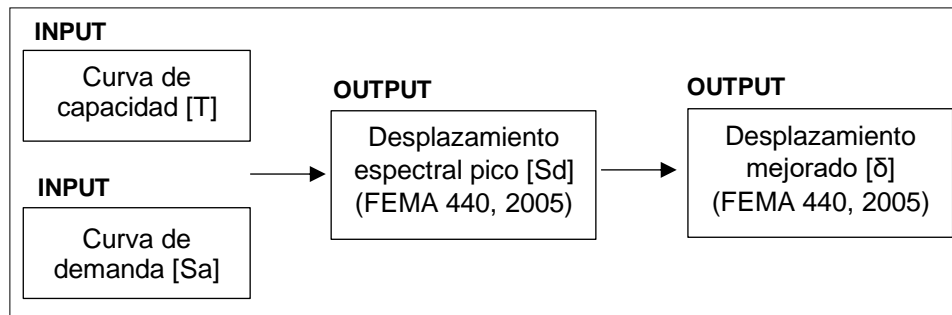 INPUT
Curva de
capacidad [T]
INPUT
Curva de
demanda [Sa]
OUTPUT
Desplazamiento
espectral pico [Sd]
(FEMA 440, 2005)
OUTPUT
Desplazamiento
mejorado [δ]
(FEMA 440, 2005)